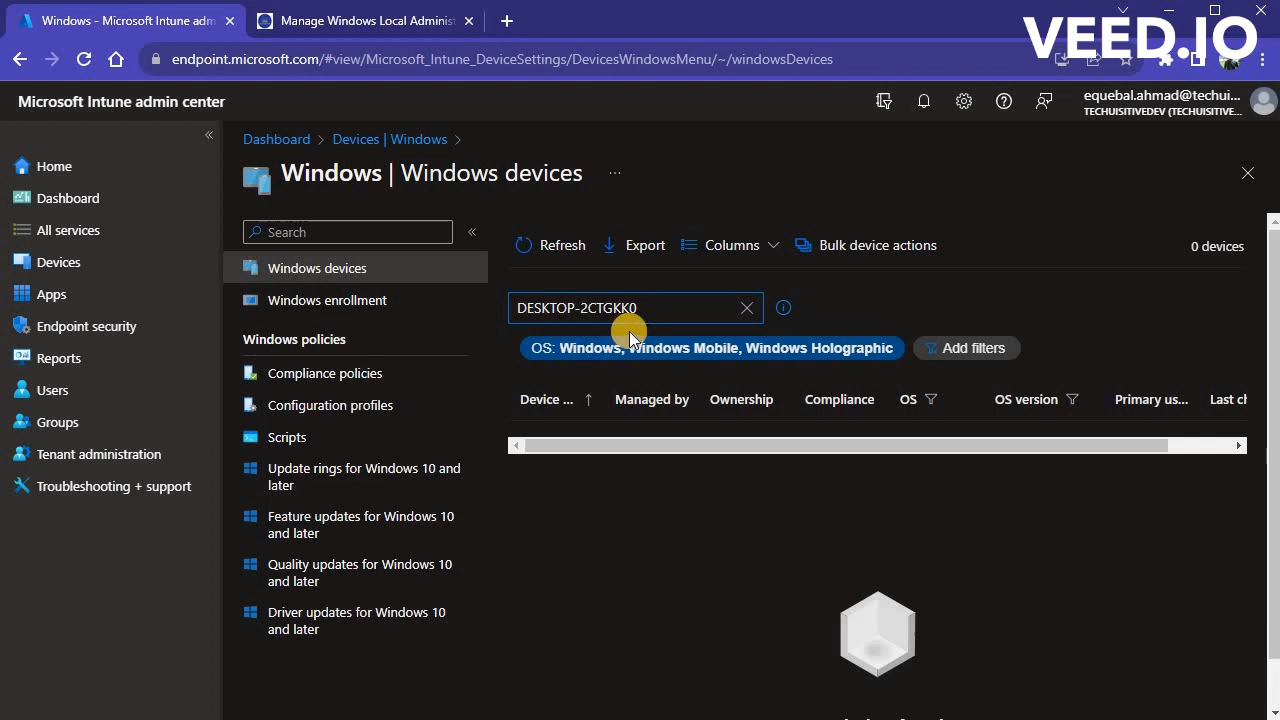 Windows - Microsoft Intune adm
Manage Windows Local Administ
VEED.IO
endpoint.microsoft.com/#view/Microsoft_Intune_DeviceSettings/DevicesWindowsMenu/~/windowsDevices
Microsoft Intune admin center
equebal.ahmad@techui...
TECHUISITIVEDEV (TECHUISITIVE...
«
Home
Dashboard
All services
Devices
Apps
Endpoint security
Reports
Users
Groups
Tenant administration
Troubleshooting + support
Dashboard > Devices | Windows >
Windows | Windows devices ...
Search
«
Windows devices
Windows enrollment
Windows policies
Compliance policies
Configuration profiles
Scripts
Update rings for Windows 10 and
later
Feature updates for Windows 10
and later
Quality updates for Windows 10
and later
Driver updates for Windows 10
and later
Refresh Export Columns Bulk device actions 0 devices
DESKTOP-2CTGKK0
OS: Windows, Windows Mobile, Windows Holographic Add filters
Device ... ↑ Managed by Ownership Compliance OS OS version Primary us... Last ch